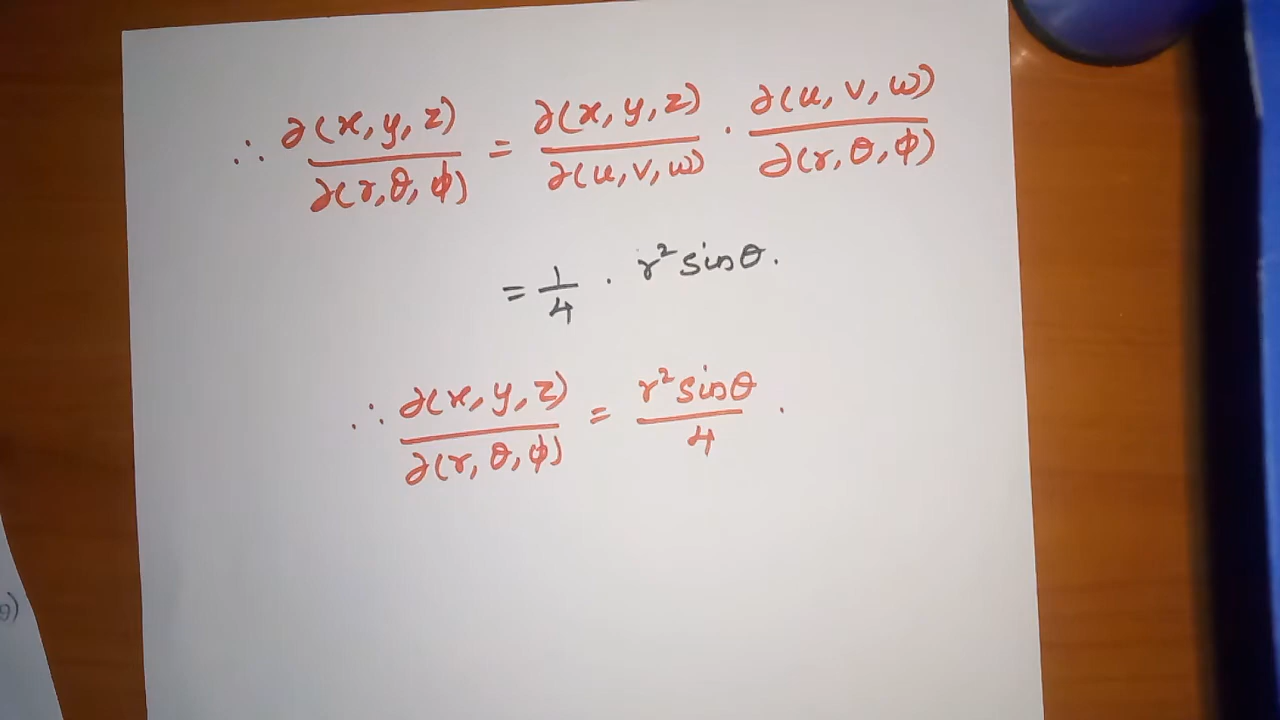 ∴ ∂(x, y, z)/∂(r, θ, ϕ) = ∂(x, y, z)/∂(u, v, w) · ∂(u, v, w)/∂(r, θ, ϕ)
= 1/4 · r² sinθ.
∴ ∂(x, y, z)/∂(r, θ, ϕ) = r² sinθ/4 .